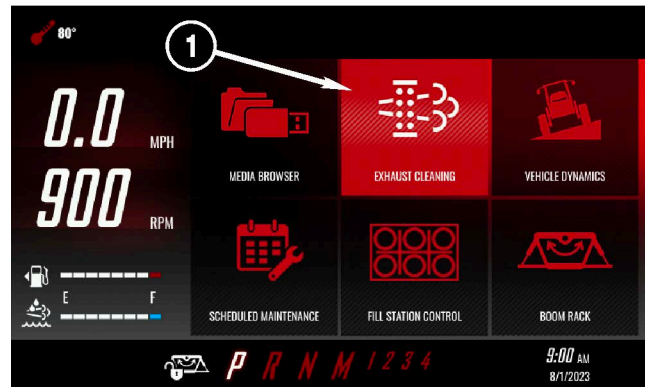 80°
1
0.0 MPH
900 RPM
E F
MEDIA BROWSER
EXHAUST CLEANING
VEHICLE DYNAMICS
SCHEDULED MAINTENANCE
FILL STATION CONTROL
BOOM RACK
P R N M 1 2 3 4
9:00 AM
8/1/2023